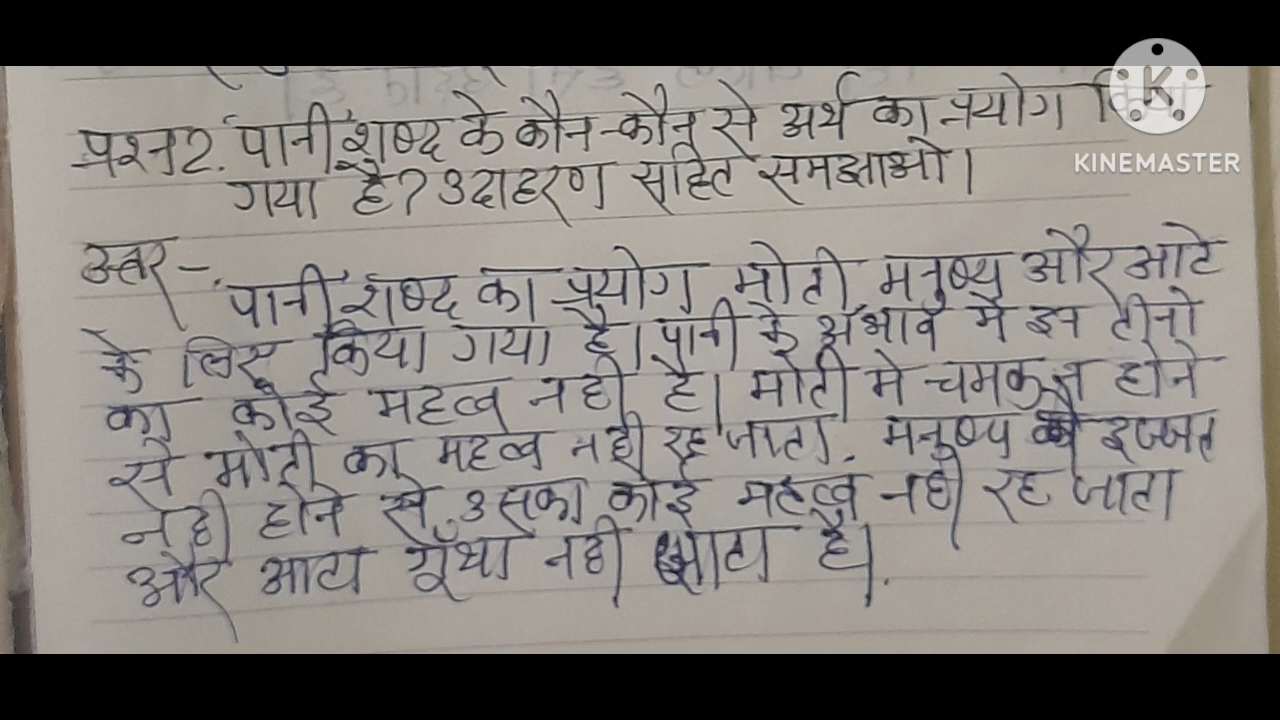 प्रश्न2. 'पानी' शब्द के कौन-कौन से अर्थ का प्रयोग
गया है? उदाहरण सहित समझाओ।
उत्तर-
'पानी' शब्द का प्रयोग मोती, मनुष्य और आटे
के लिए किया गया है। पानी के अभाव मे इन तीनो
का कोई महत्व नही है। मोती मे चमक न होने
से मोती का महत्व नही रह जाता, मनुष्य की इज्जत
नही होने से उसका कोई महत्व नही रह जाता
और आटा गूँथा नही जाता है।
KINEMASTER